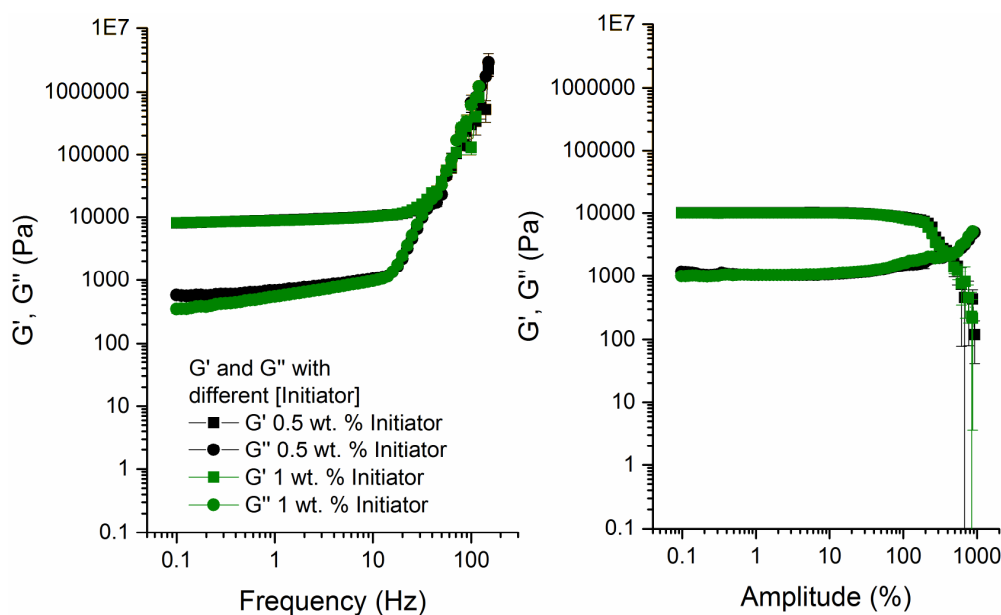 1E7
1000000
100000
10000
1000
100
10
1
0.1
G', G" (Pa)
G' and G" with
different [Initiator]
G' 0.5 wt. % Initiator
G" 0.5 wt. % Initiator
G' 1 wt. % Initiator
G" 1 wt. % Initiator
0.1 1 10 100
Frequency (Hz)
1E7
1000000
100000
10000
1000
100
10
1
0.1
G', G" (Pa)
0.1 1 10 100 1000
Amplitude (%)